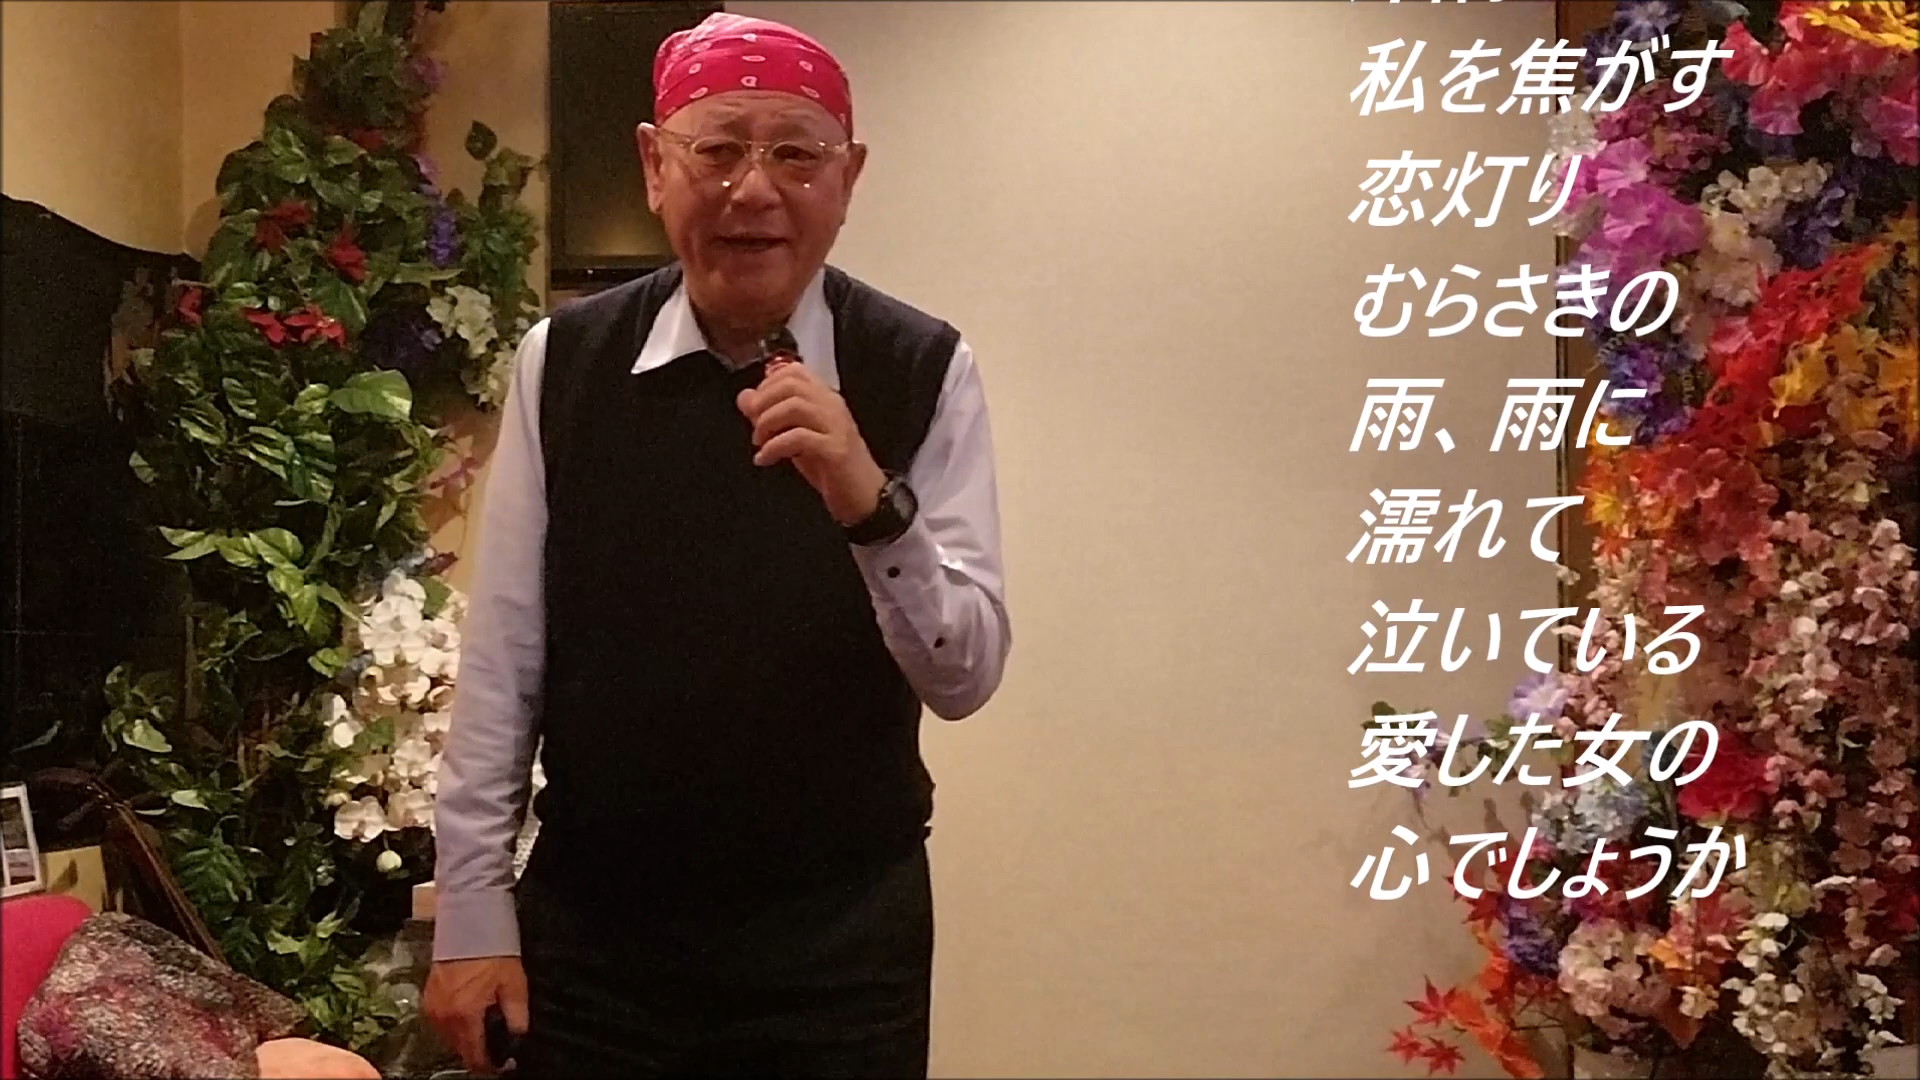 私を焦がす
恋灯り
むらさきの
雨、雨に
濡れて
泣いている
愛した女の
心でしょうか